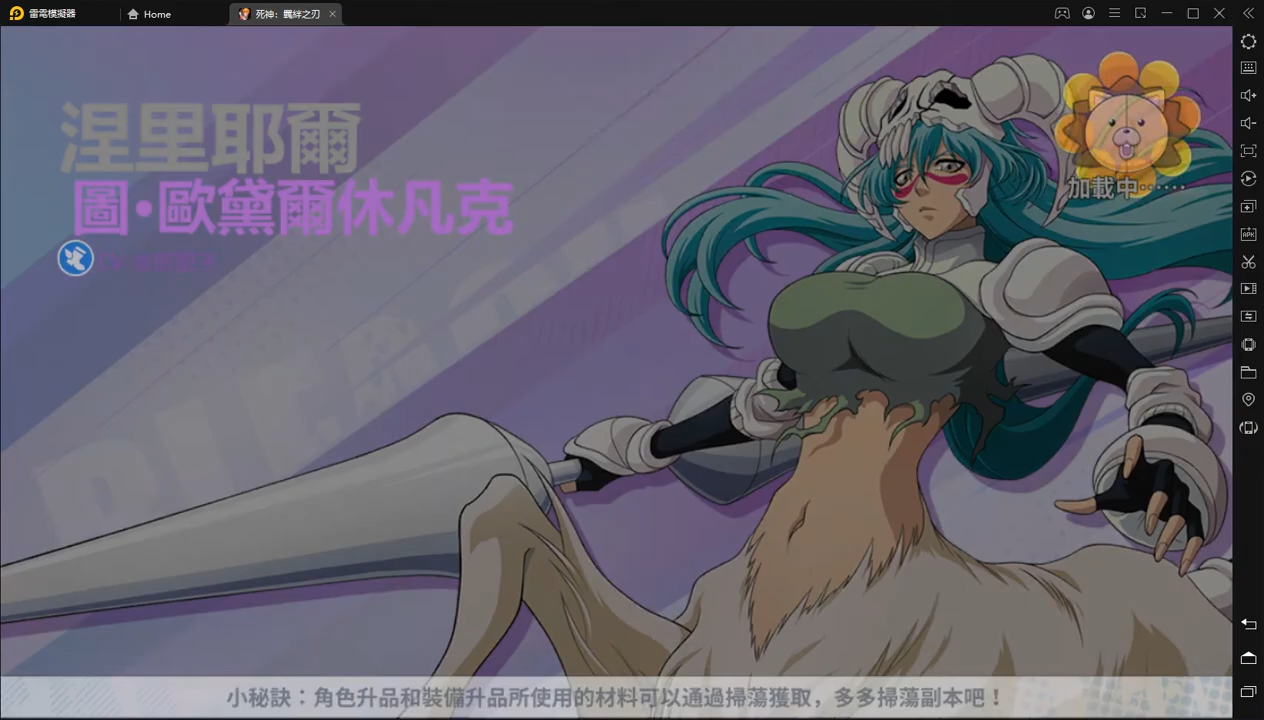 雷電模擬器
Home
死神：羈絆之刃
涅里耶爾
圖·歐黛爾休凡克
加載中······
小秘訣：角色升品和裝備升品所使用的材料可以通過掃蕩獲取，多多掃蕩副本吧！
APK